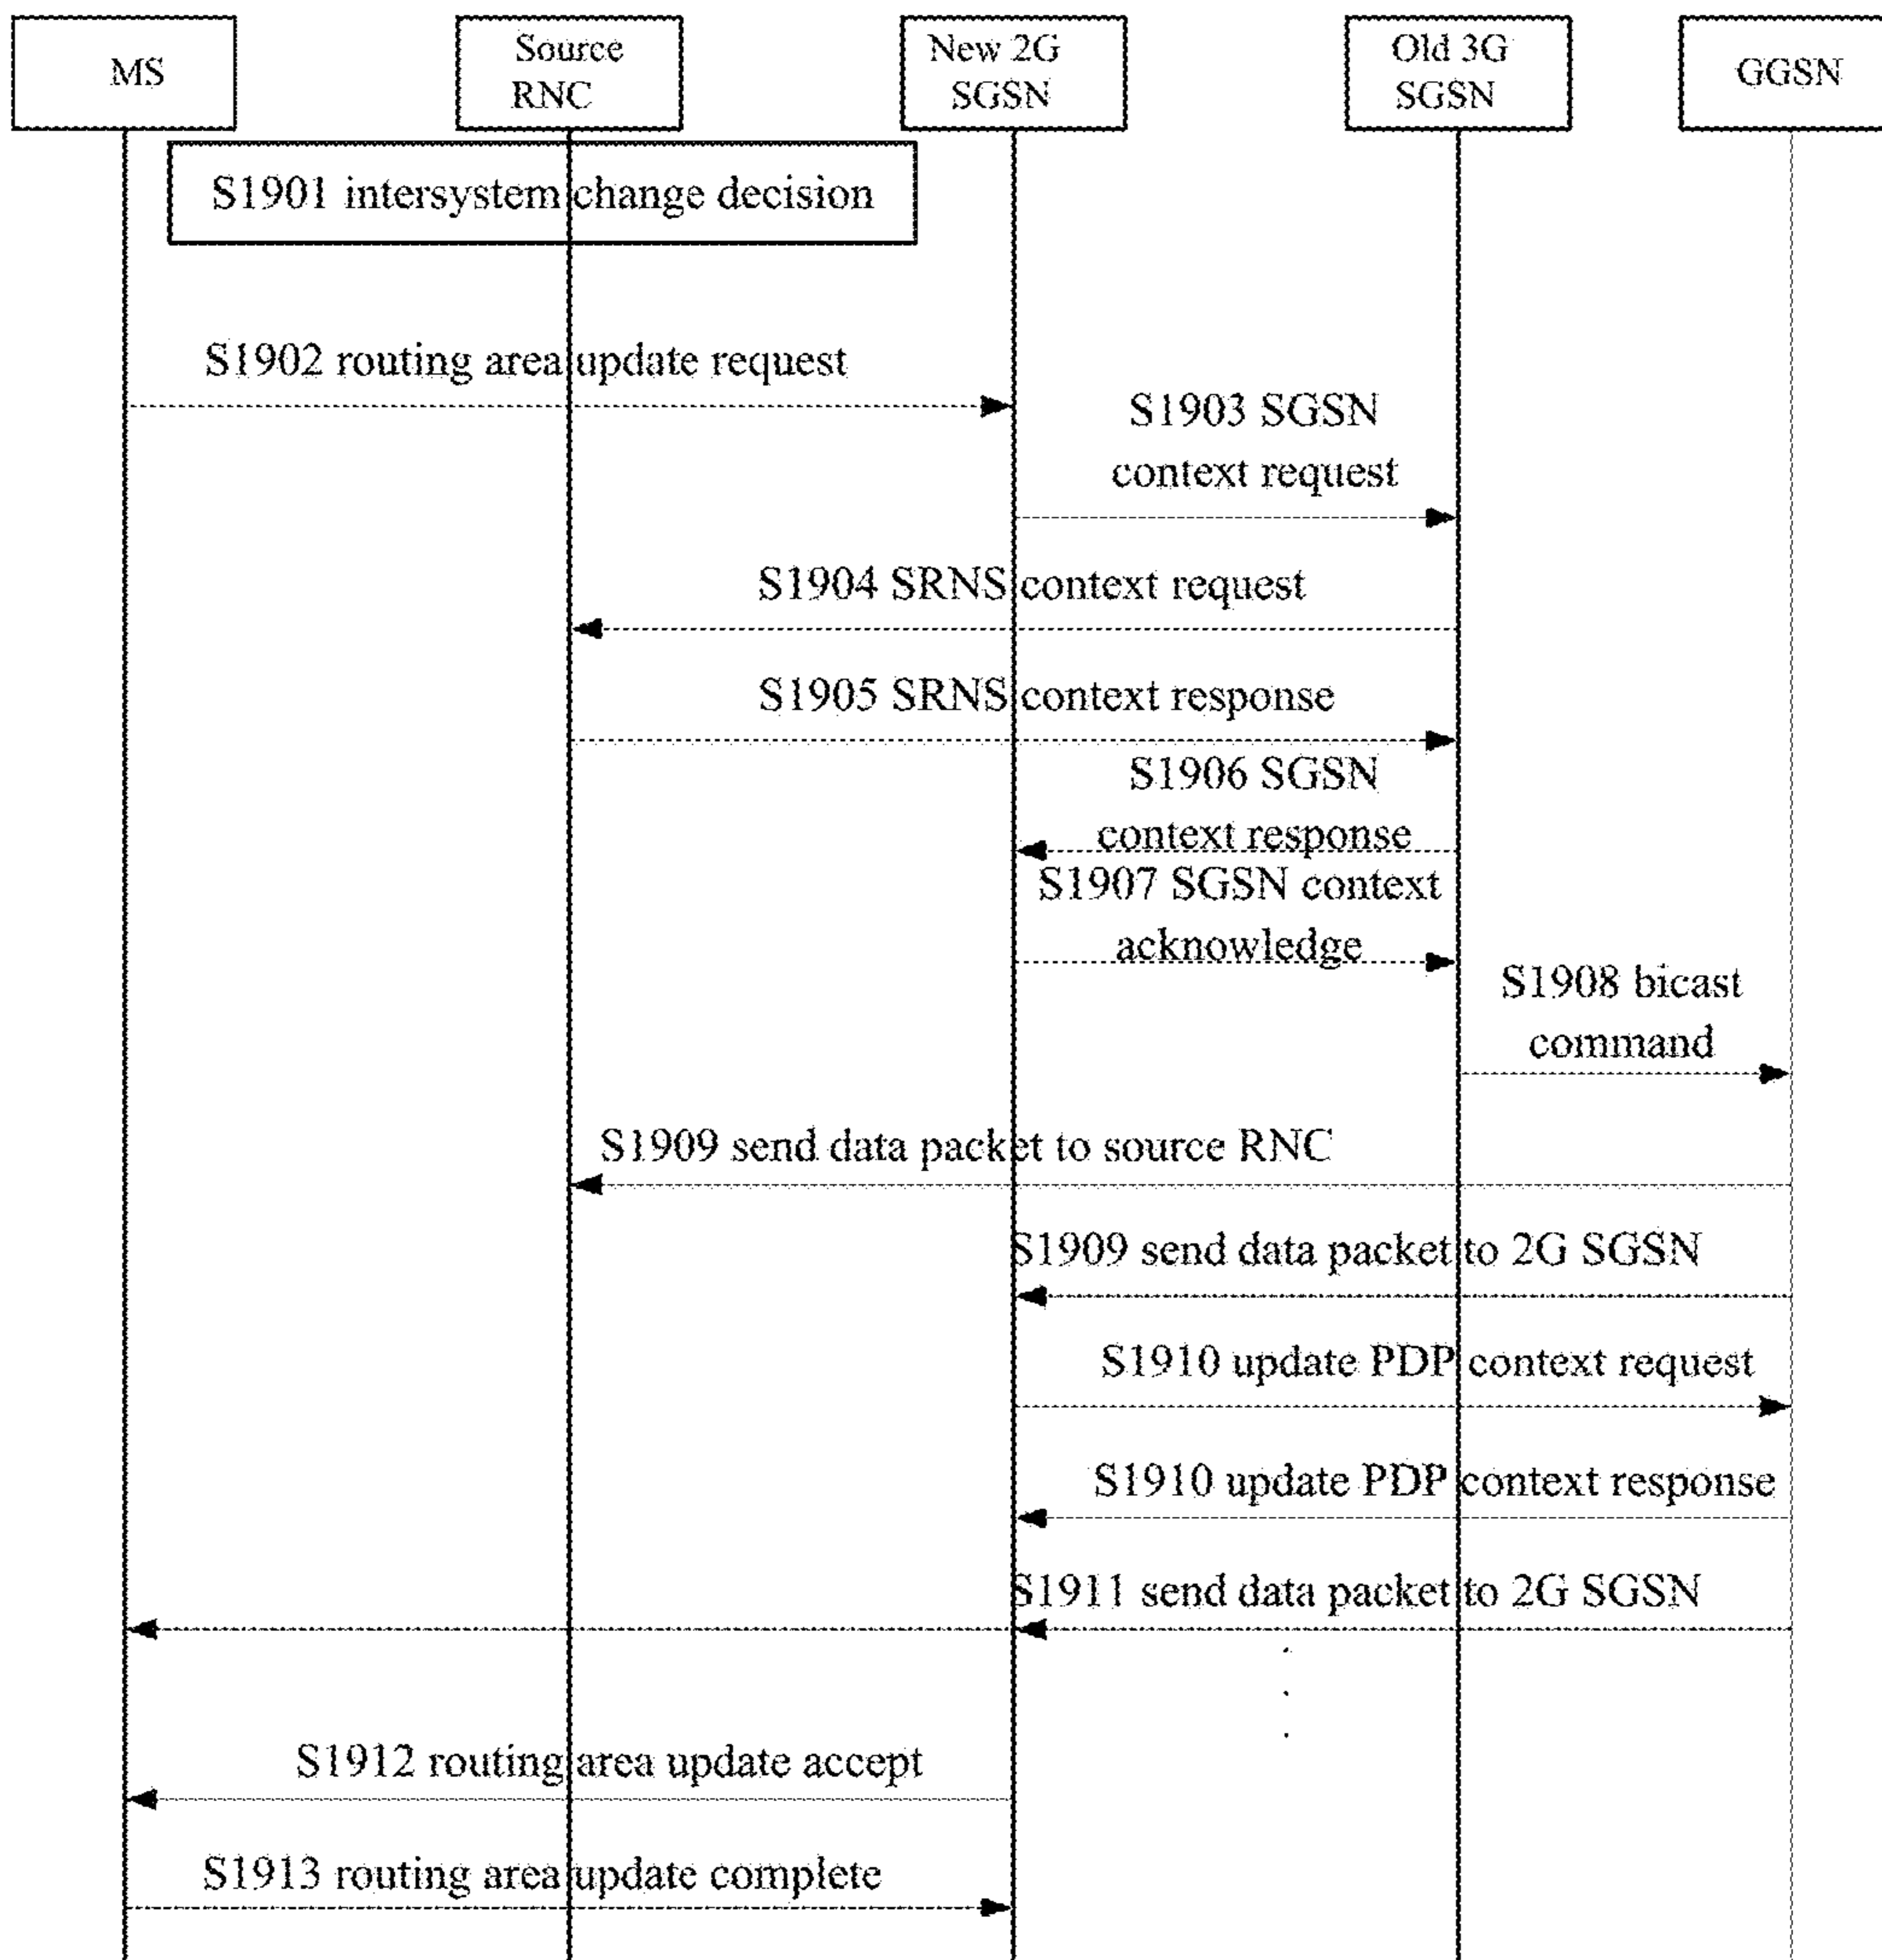 MS
Source
RNC
New 2G
SGSN
Old 3G
SGSN
GGSN
S1901 intersystem change decision
S1902 routing area update request
S1903 SGSN
context request
S1904 SRNS context request
S1905 SRNS context response
S1906 SGSN
context response
S1907 SGSN context
acknowledge
S1908 bicast
command
S1909 send data packet to source RNC
S1909 send data packet to 2G SGSN
S1910 update PDP context request
S1910 update PDP context response
S1911 send data packet to 2G SGSN
.
.
.
S1912 routing area update accept
S1913 routing area update complete